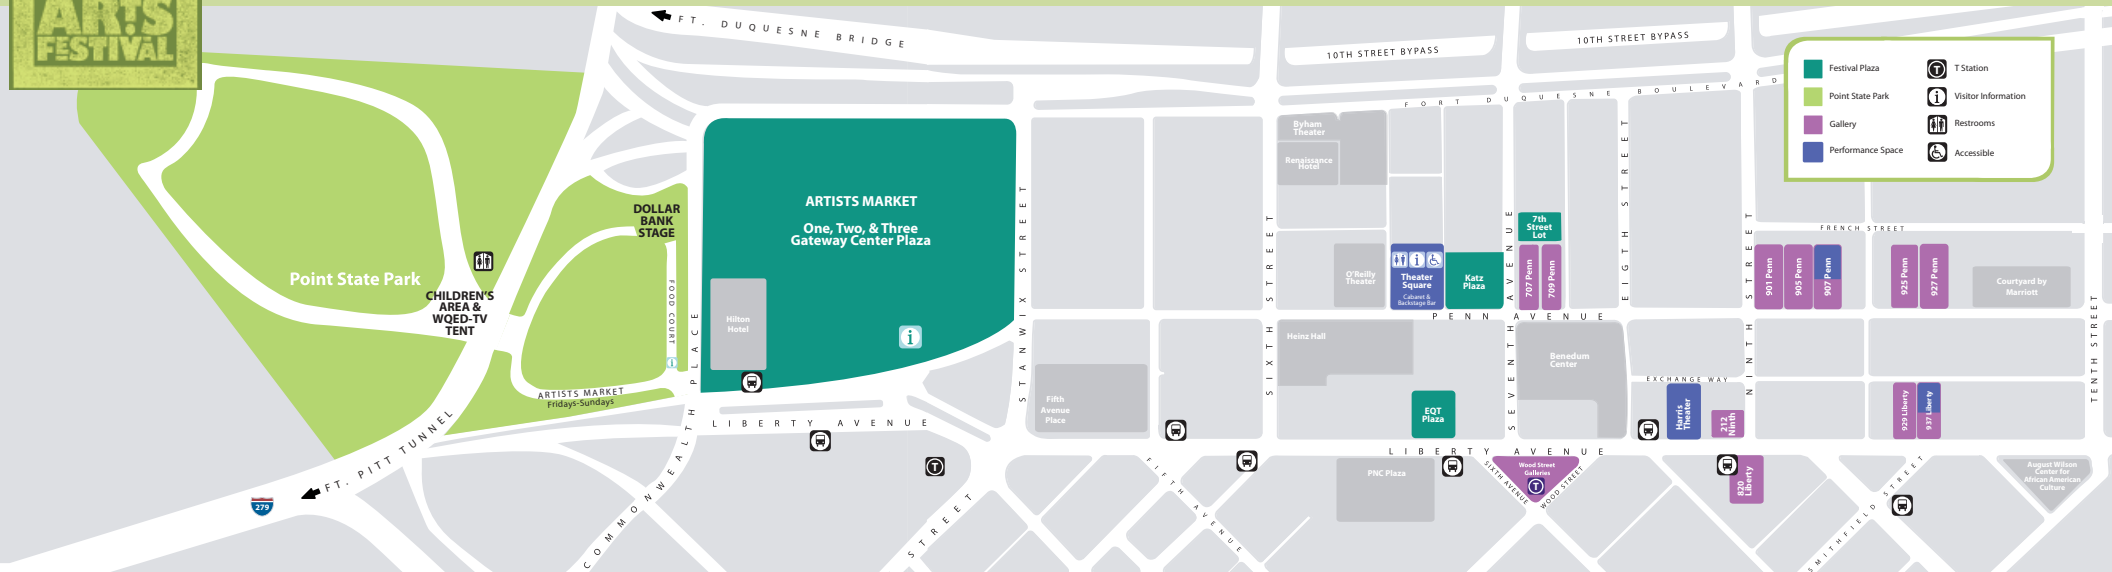 ARTS
FESTIVAL
FT. DUQUESNE BRIDGE
10TH STREET BYPASS
10TH STREET BYPASS
FORT DUQUESNE BOULEVARD
Festival Plaza
Point State Park
Gallery
Performance Space
T
T Station
i
Visitor Information
Restrooms
Accessible
Point State Park
CHILDREN'S
AREA &
WQED-TV
TENT
DOLLAR
BANK
STAGE
FOOD COURT
i
ARTISTS MARKET
Fridays-Sundays
FT. PITT TUNNEL
279
COMMONWEALTH PLACE
ARTISTS MARKET
One, Two, & Three
Gateway Center Plaza
Hilton
Hotel
i
LIBERTY AVENUE
T
STREET
STANWIX STREET
Fifth
Avenue
Place
FIFTH AVENUE
SIXTH STREET
Byham
Theater
Renaissance
Hotel
O'Reilly
Theater
i
Theater
Square
Cabaret &
Backstage Bar
Katz
Plaza
7th
Street
Lot
707 Penn
709 Penn
PENN AVENUE
SEVENTH AVENUE
Heinz Hall
EQT
Plaza
Benedum
Center
LIBERTY AVENUE
PNC Plaza
SIXTH AVENUE
Wood Street
Galleries
T
WOOD STREET
EIGTH STREET
EXCHANGE WAY
Harris
Theater
212
Ninth
820
Liberty
NINTH STREET
FRENCH STREET
901 Penn
905 Penn
907 Penn
925 Penn
927 Penn
Courtyard by
Marriott
929 Liberty
937 Liberty
SMITHFIELD STREET
TENTH STREET
August Wilson
Center for
African American
Culture